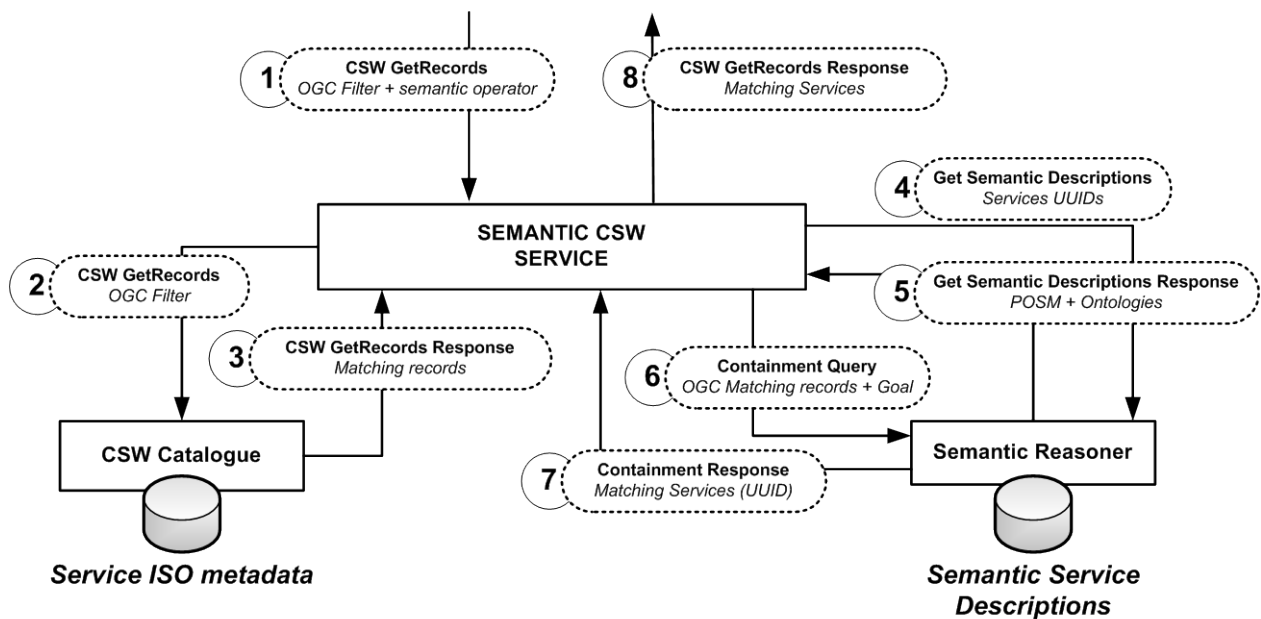 1
CSW GetRecords
OGC Filter + semantic operator
8
CSW GetRecords Response
Matching Services
4
Get Semantic Descriptions
Services UUIDs
SEMANTIC CSW
SERVICE
2
CSW GetRecords
OGC Filter
5
Get Semantic Descriptions Response
POSM + Ontologies
3
CSW GetRecords Response
Matching records
6
Containment Query
OGC Matching records + Goal
CSW Catalogue
Semantic Reasoner
7
Containment Response
Matching Services (UUID)
Service ISO metadata
Semantic Service
Descriptions